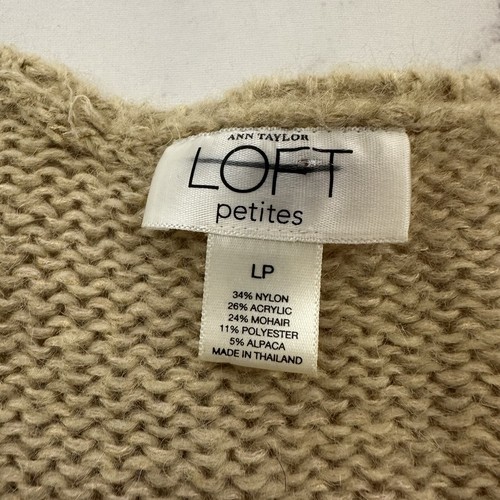 ANN TAYLOR
LOFT
petites
LP
34% NYLON
26% ACRYLIC
24% MOHAIR
11% POLYESTER
5% ALPACA
MADE IN THAILAND